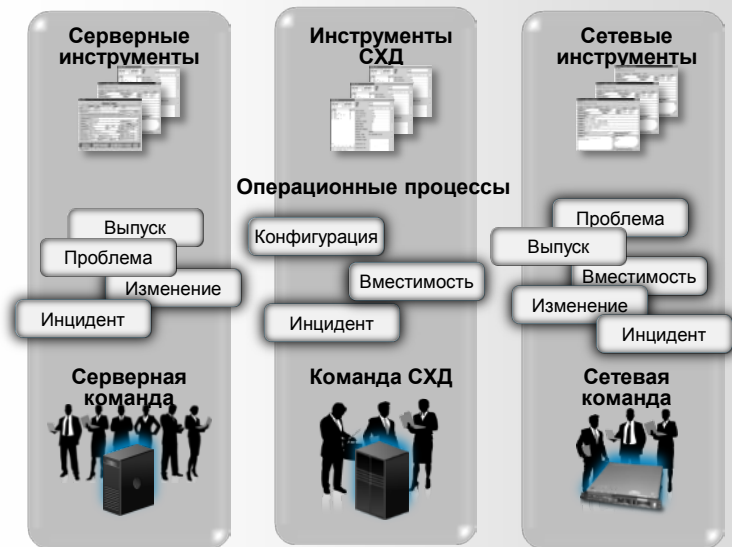 Серверные
инструменты
Инструменты
СХД
Сетевые
инструменты
Операционные процессы
Выпуск
Проблема
Изменение
Инцидент
Конфигурация
Вместимость
Инцидент
Проблема
Выпуск
Вместимость
Изменение
Инцидент
Серверная
команда
Команда СХД
Сетевая
команда